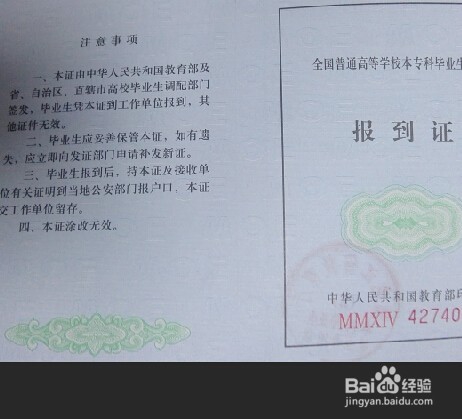 注意事项
一、本证由中华人民共和国教育部及
省、自治区、直辖市高校毕业生调配部门
签发。毕业生凭本证到工作单位报到，其
他证件无效。
二、毕业生应妥善保管本证，如有遗
失，应立即向发证部门申请补发新证。
三、毕业生报到后，持本证及接收单
位有关证明到当地公安部门报户口，本证
交工作单位留存。
四、本证涂改无效。
全国普通高等学校本专科毕业生
报到证
中华人民共和国教育部印
MMXIV 42740
Bai du 经验
jingyan.baidu.com